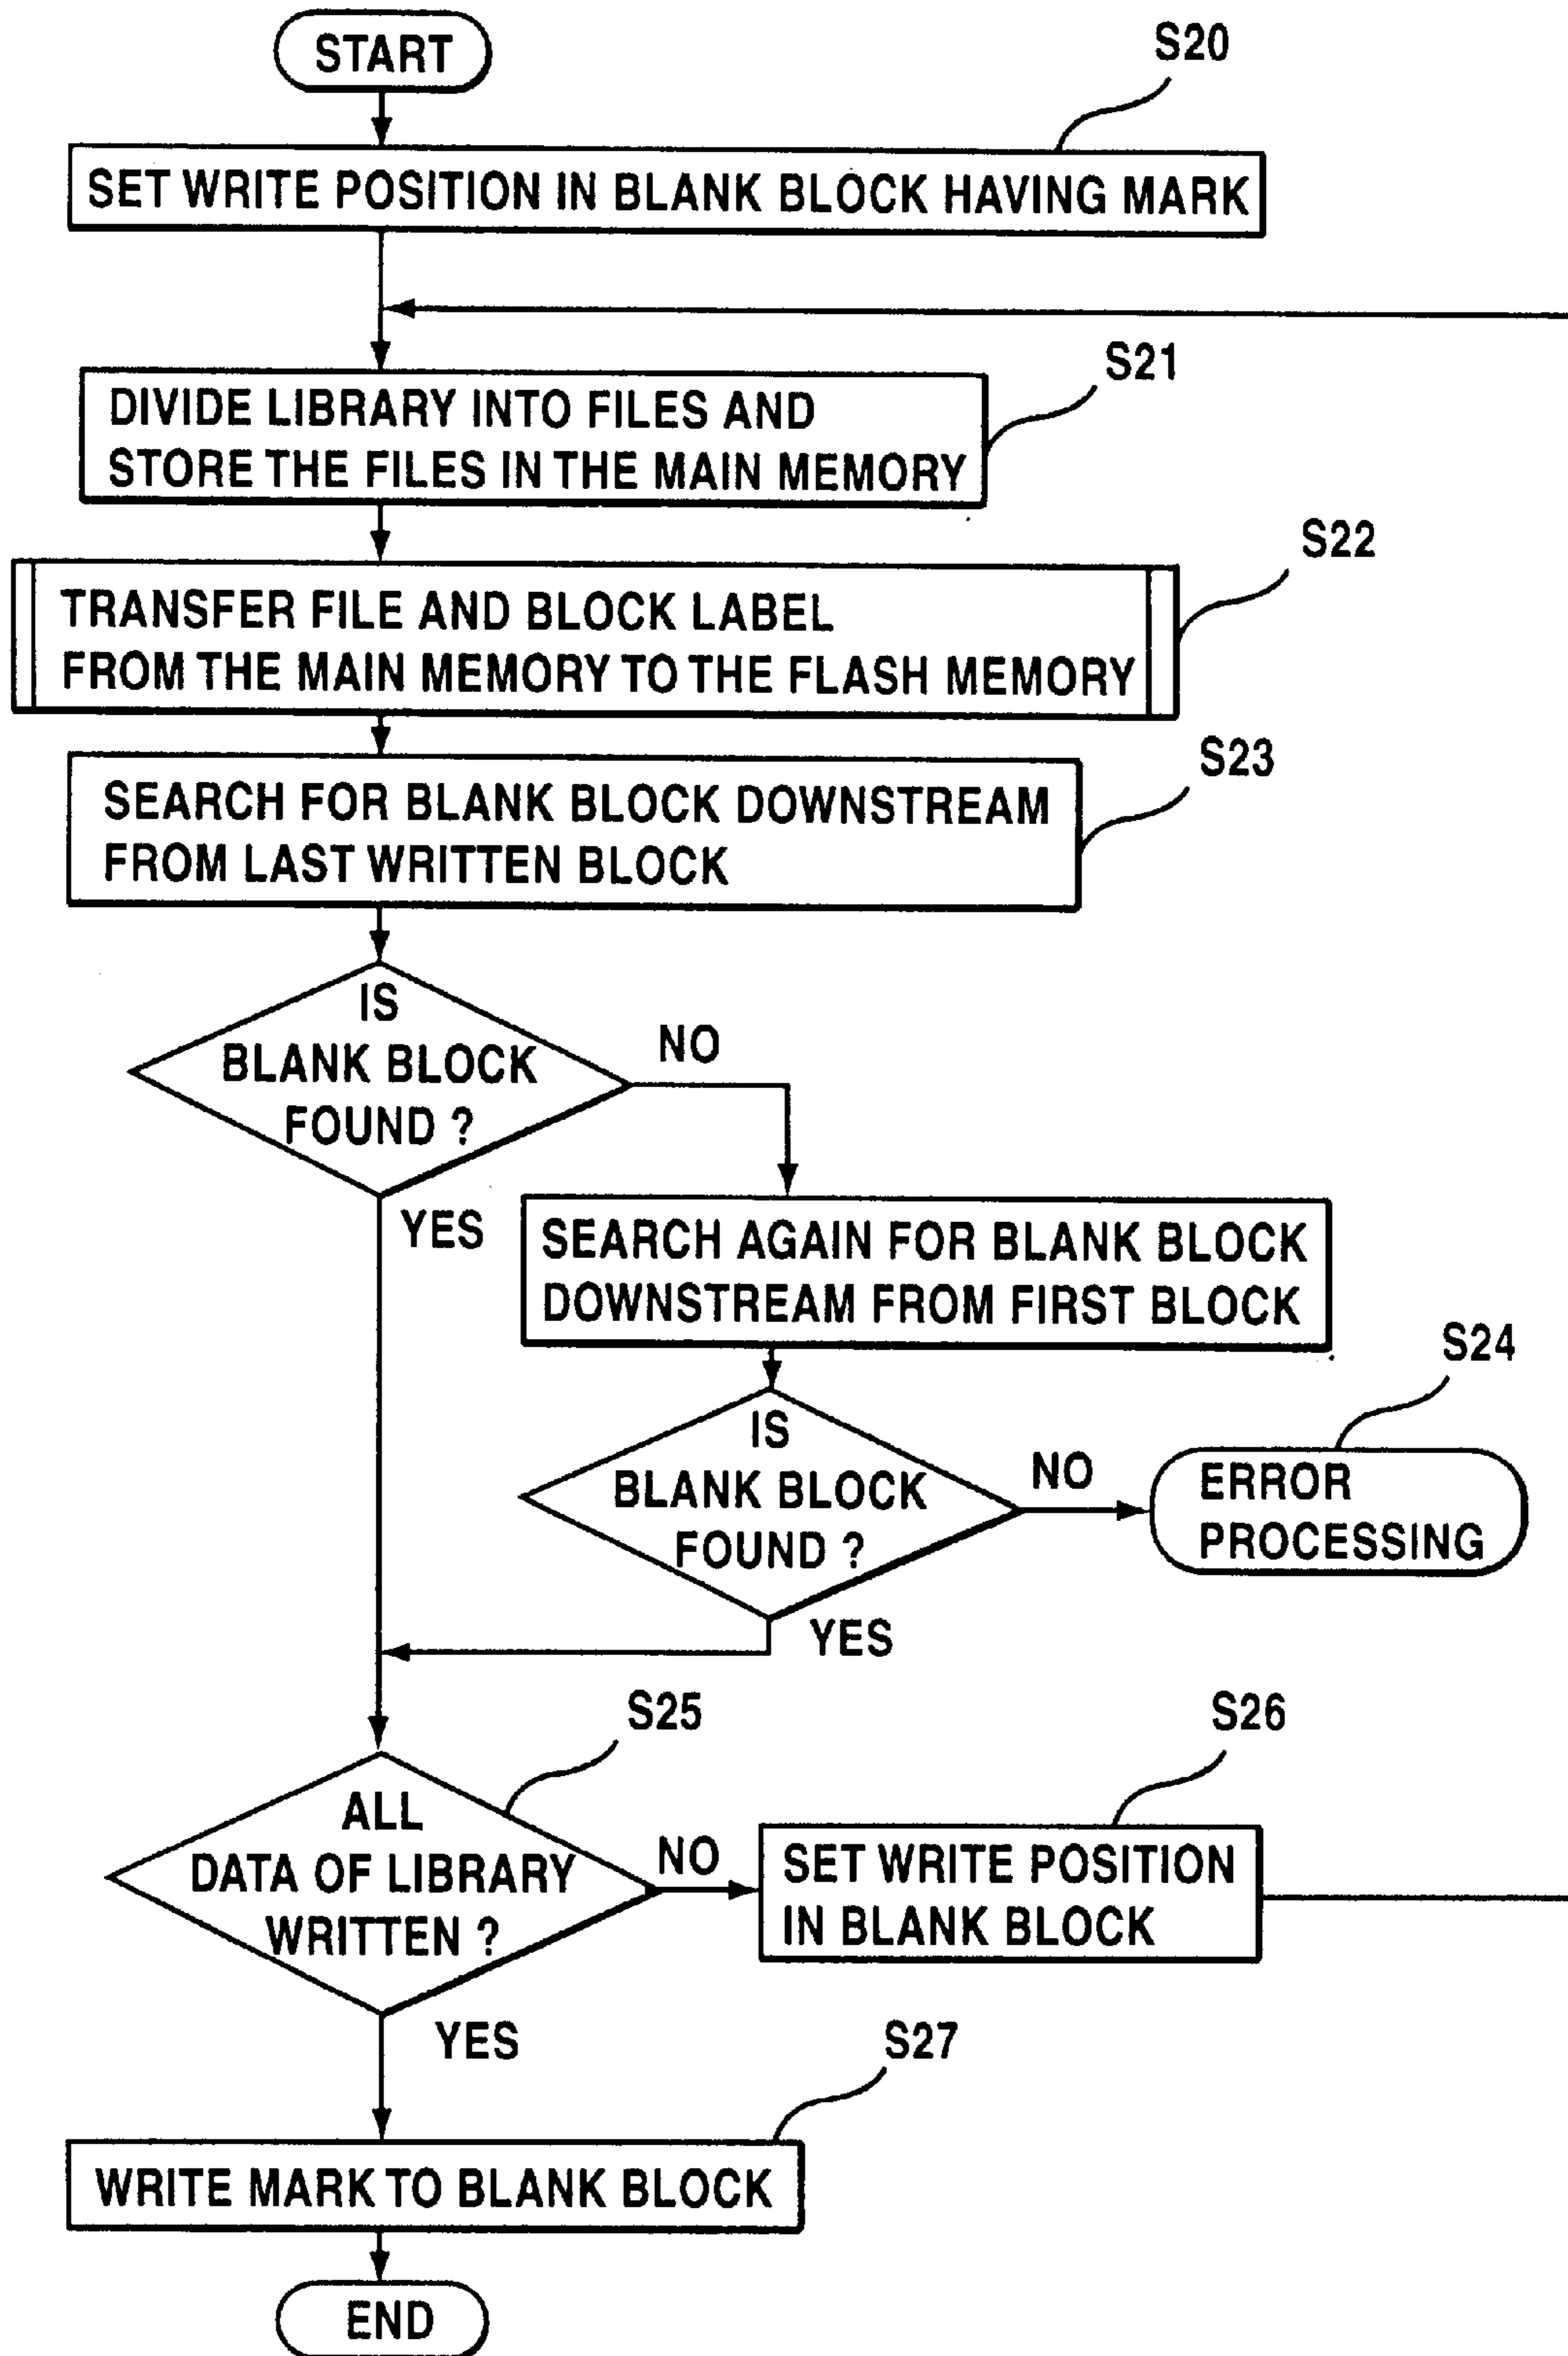 START
S20
SET WRITE POSITION IN BLANK BLOCK HAVING MARK
S21
DIVIDE LIBRARY INTO FILES AND
STORE THE FILES IN THE MAIN MEMORY
S22
TRANSFER FILE AND BLOCK LABEL
FROM THE MAIN MEMORY TO THE FLASH MEMORY
S23
SEARCH FOR BLANK BLOCK DOWNSTREAM
FROM LAST WRITTEN BLOCK
IS
BLANK BLOCK
FOUND ?
NO
YES
SEARCH AGAIN FOR BLANK BLOCK
DOWNSTREAM FROM FIRST BLOCK
S24
IS
BLANK BLOCK
FOUND ?
NO
ERROR
PROCESSING
YES
S25
S26
ALL
DATA OF LIBRARY
WRITTEN ?
NO
SET WRITE POSITION
IN BLANK BLOCK
YES
S27
WRITE MARK TO BLANK BLOCK
END